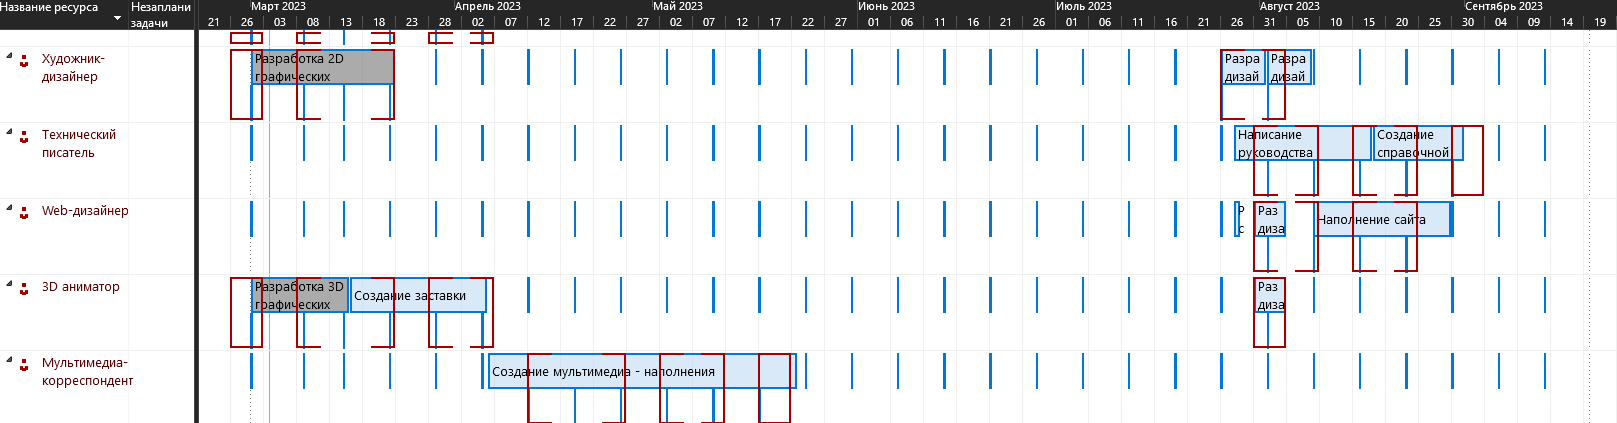 Название ресурса
Незаплани
задачи
Март 2023 Апрель 2023 Май 2023 Июнь 2023 Июль 2023 Август 2023 Сентябрь 2023
21 26 03 08 13 18 23 28 02 07 12 17 22 27 02 07 12 17 22 27 01 06 11 16 21 26 01 06 11 16 21 26 31 05 10 15 20 25 30 04 09 14 19
Художник-
дизайнер
Разработка 2D
графических
Разра
дизай
Разра
дизай
Технический
писатель
Написание
руководства
Создание
справочной
Web-дизайнер
Р
с
Раз
диза
Наполнение сайта
3D аниматор
Разработка 3D
графических
Создание заставки
Раз
диза
Мультимедиа-
корреспондент
Создание мультимедиа - наполнения